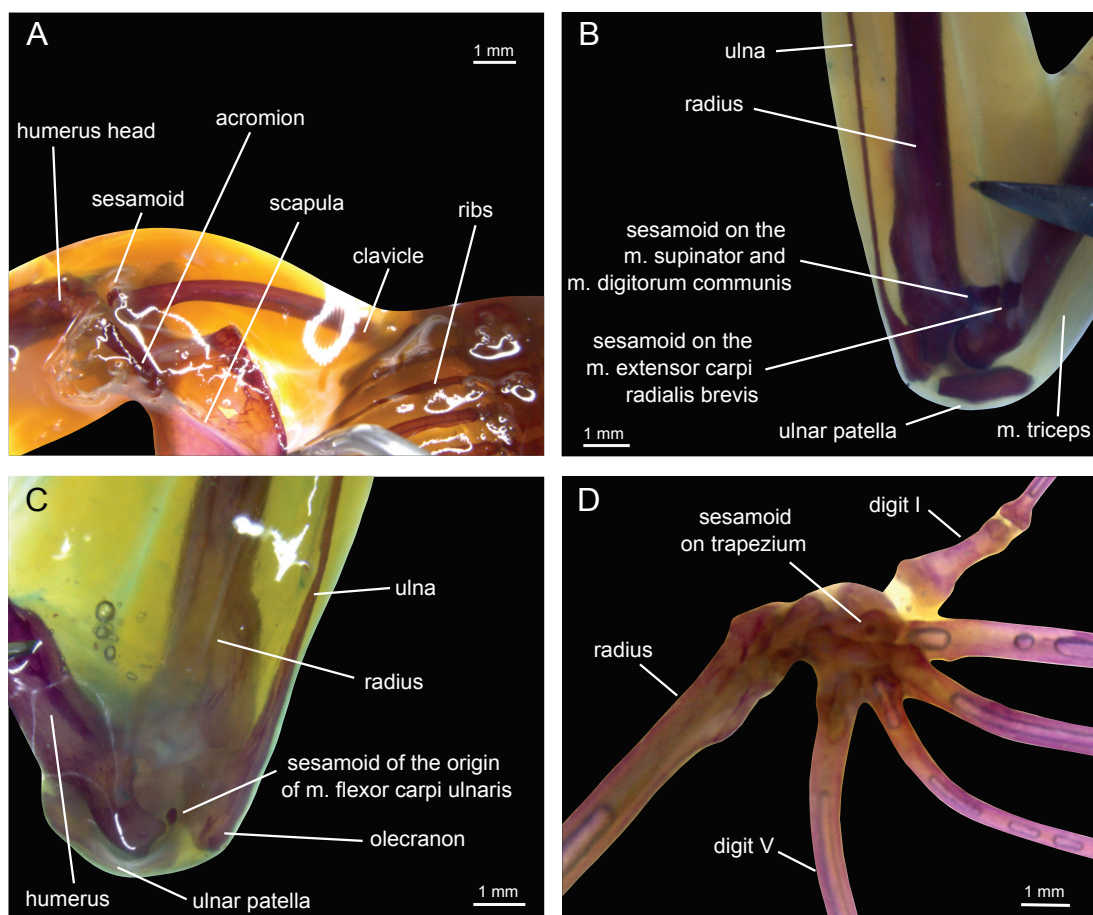 A
1 mm
humerus head
acromion
sesamoid
scapula
ribs
clavicle
B
ulna
radius
sesamoid on the
m. supinator and
m. digitorum communis
sesamoid on the
m. extensor carpi
radialis brevis
1 mm
ulnar patella
m. triceps
C
ulna
radius
sesamoid of the origin
of m. flexor carpi ulnaris
olecranon
humerus
ulnar patella
1 mm
D
sesamoid
on trapezium
digit I
radius
digit V
1 mm